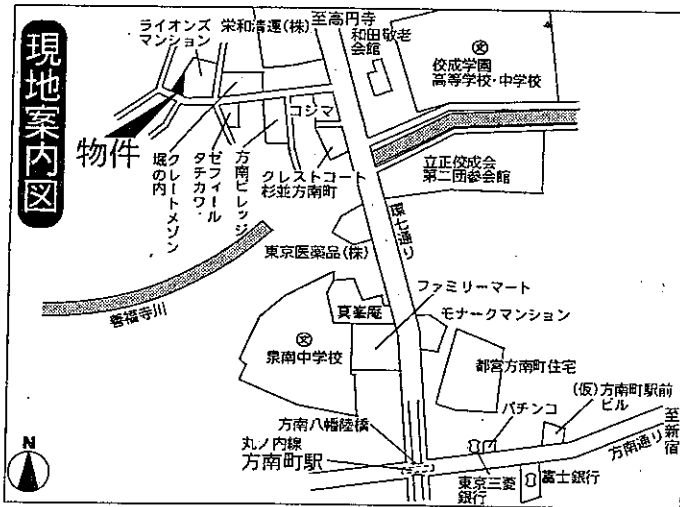 現地案内図
ライオンズ
マンション
栄和清運(株)
至高円寺
和田敬老
会館
佼成学園
高等学校・中学校
コジマ
物件
クレートメゾン
堀の内
ゼフィール
タチカワ・
方南ビレッジ
クレストコート
杉並方南町
立正佼成会
第二団参会館
環七通り
東京医薬品(株)
善福寺川
ファミリーマート
真峯庵
モナークマンション
泉南中学校
都営方南町住宅
(仮)方南町駅前
ビル
パチンコ
至新宿
方南通り
方南八幡陸橋
丸ノ内線
方南町駅
東京三菱
銀行
富士銀行
N